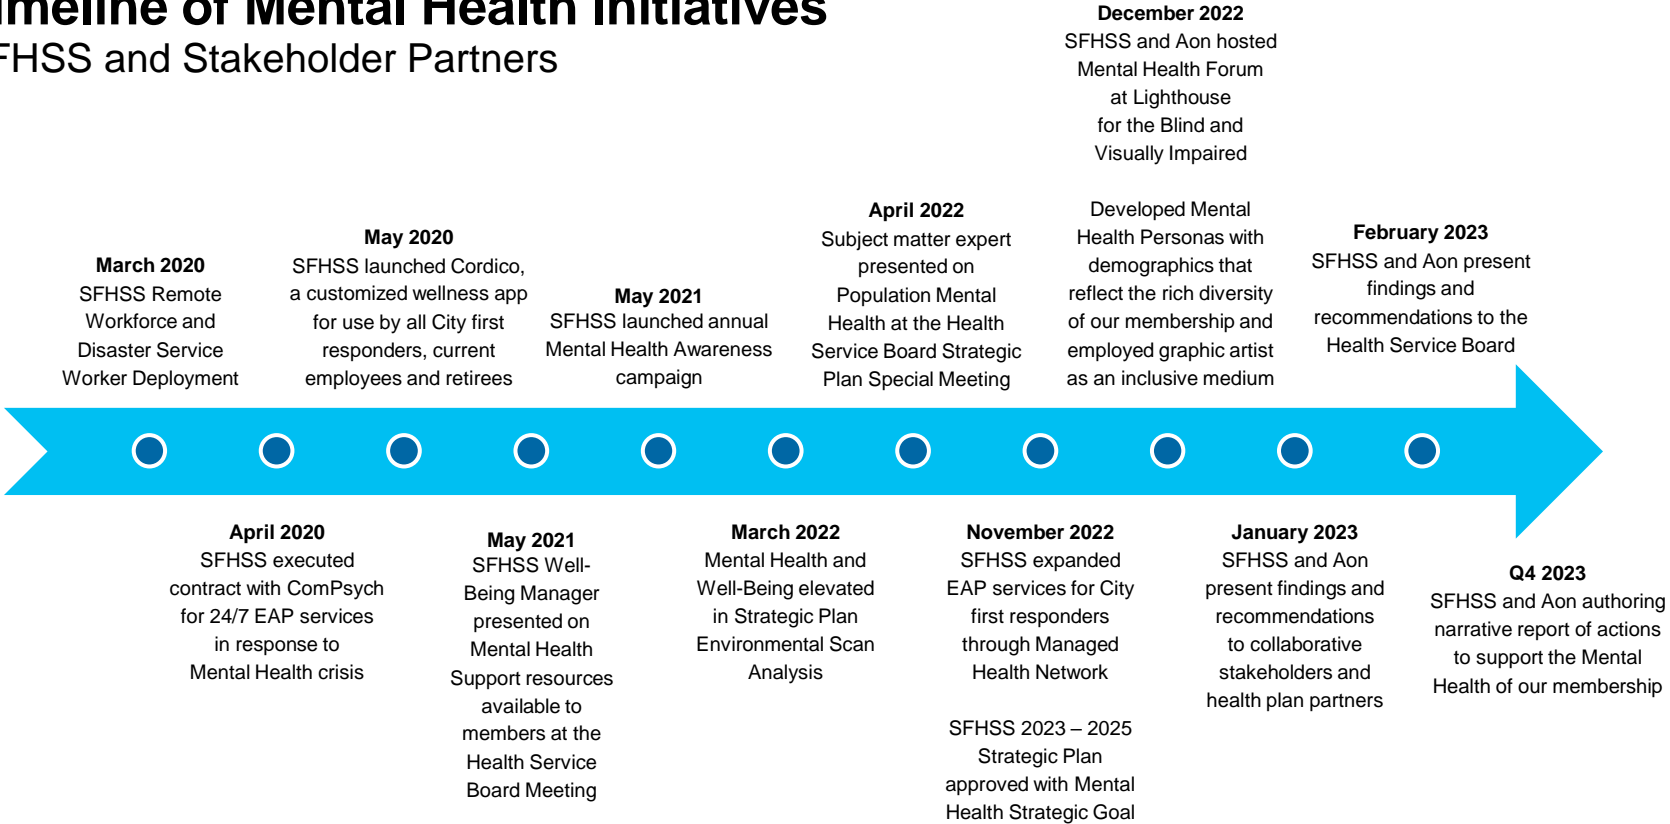 imeline of Mental Health Initiatives
FHSS and Stakeholder Partners
March 2020
SFHSS Remote
Workforce and
Disaster Service
Worker Deployment
May 2020
SFHSS launched Cordico,
a customized wellness app
for use by all City first
responders, current
employees and retirees
May 2021
SFHSS launched annual
Mental Health Awareness
campaign
April 2022
Subject matter expert
presented on
Population Mental
Health at the Health
Service Board Strategic
Plan Special Meeting
December 2022
SFHSS and Aon hosted
Mental Health Forum
at Lighthouse
for the Blind and
Visually Impaired
Developed Mental
Health Personas with
demographics that
reflect the rich diversity
of our membership and
employed graphic artist
as an inclusive medium
February 2023
SFHSS and Aon present
findings and
recommendations to the
Health Service Board
April 2020
SFHSS executed
contract with ComPsych
for 24/7 EAP services
in response to
Mental Health crisis
May 2021
SFHSS Well-
Being Manager
presented on
Mental Health
Support resources
available to
members at the
Health Service
Board Meeting
March 2022
Mental Health and
Well-Being elevated
in Strategic Plan
Environmental Scan
Analysis
November 2022
SFHSS expanded
EAP services for City
first responders
through Managed
Health Network
SFHSS 2023 – 2025
Strategic Plan
approved with Mental
Health Strategic Goal
January 2023
SFHSS and Aon
present findings and
recommendations
to collaborative
stakeholders and
health plan partners
Q4 2023
SFHSS and Aon authoring
narrative report of actions
to support the Mental
Health of our membership